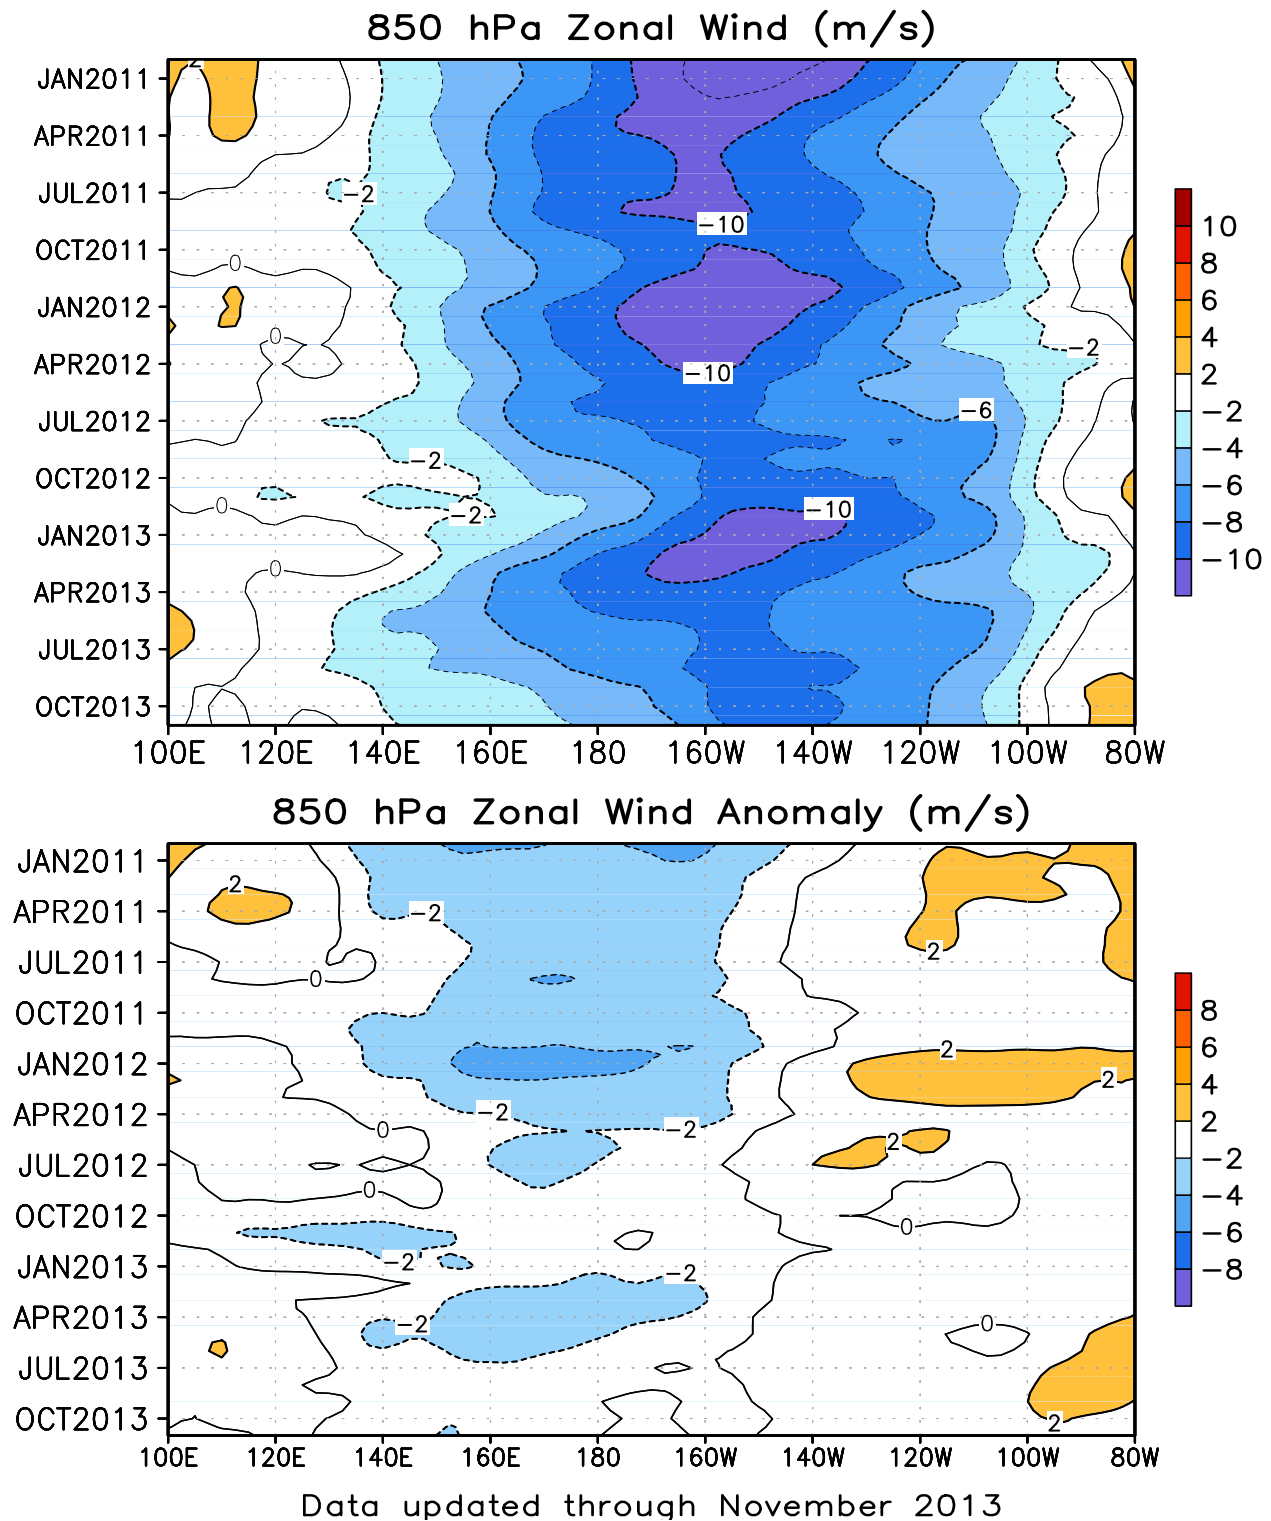 850 hPa Zonal Wind (m/s)
JAN2011
APR2011
JUL2011
OCT2011
JAN2012
APR2012
JUL2012
OCT2012
JAN2013
APR2013
JUL2013
OCT2013
2
-2
-10
0
0
-10
-2
-6
-2
0
-2
-10
0
100E 120E 140E 160E 180 160W 140W 120W 100W 80W
10
8
6
4
2
-2
-4
-6
-8
-10
850 hPa Zonal Wind Anomaly (m/s)
JAN2011
APR2011
JUL2011
OCT2011
JAN2012
APR2012
JUL2012
OCT2012
JAN2013
APR2013
JUL2013
OCT2013
2
-2
2
0
2
2
-2
0
-2
2
0
0
-2
-2
-2
0
2
100E 120E 140E 160E 180 160W 140W 120W 100W 80W
8
6
4
2
-2
-4
-6
-8
Data updated through November 2013